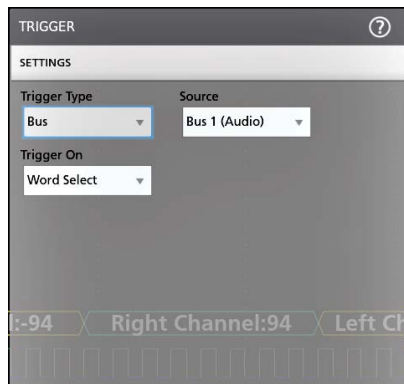 TRIGGER ?
SETTINGS
Trigger Type Source
Bus Bus 1 (Audio)
Trigger On
Word Select
:-94 Right Channel:94 Left Ch